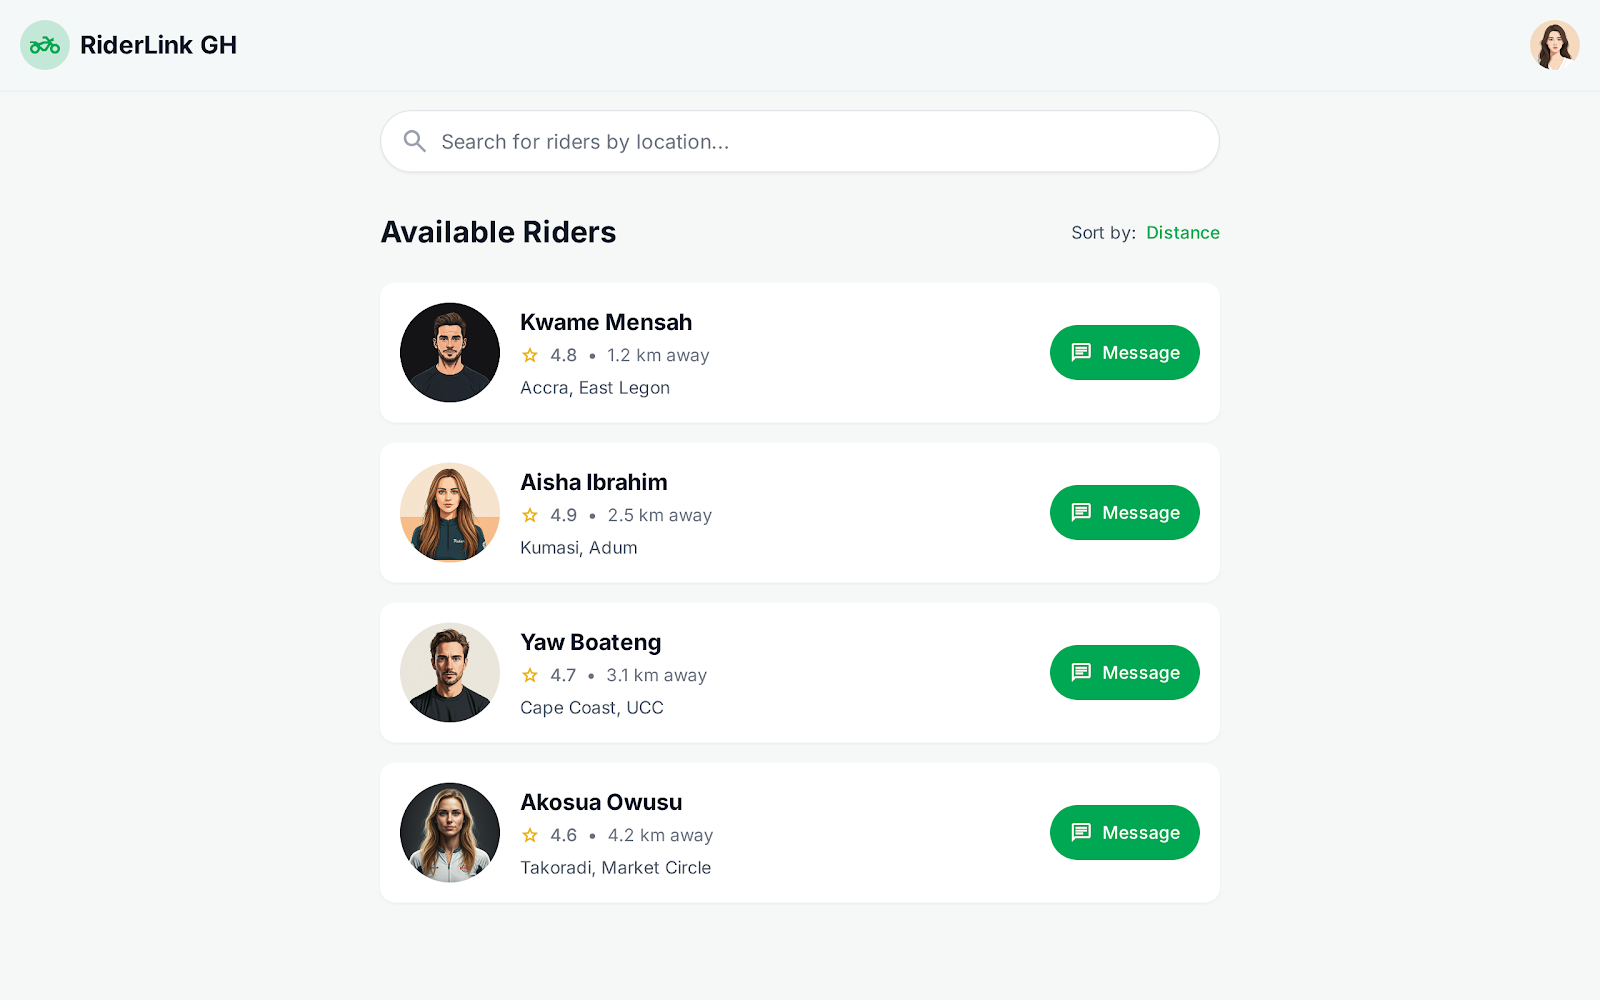 RiderLink GH
Search for riders by location...
Available Riders
Sort by: Distance
Kwame Mensah
4.8 • 1.2 km away
Accra, East Legon
Message
Aisha Ibrahim
4.9 • 2.5 km away
Kumasi, Adum
Message
Yaw Boateng
4.7 • 3.1 km away
Cape Coast, UCC
Message
Akosua Owusu
4.6 • 4.2 km away
Takoradi, Market Circle
Message